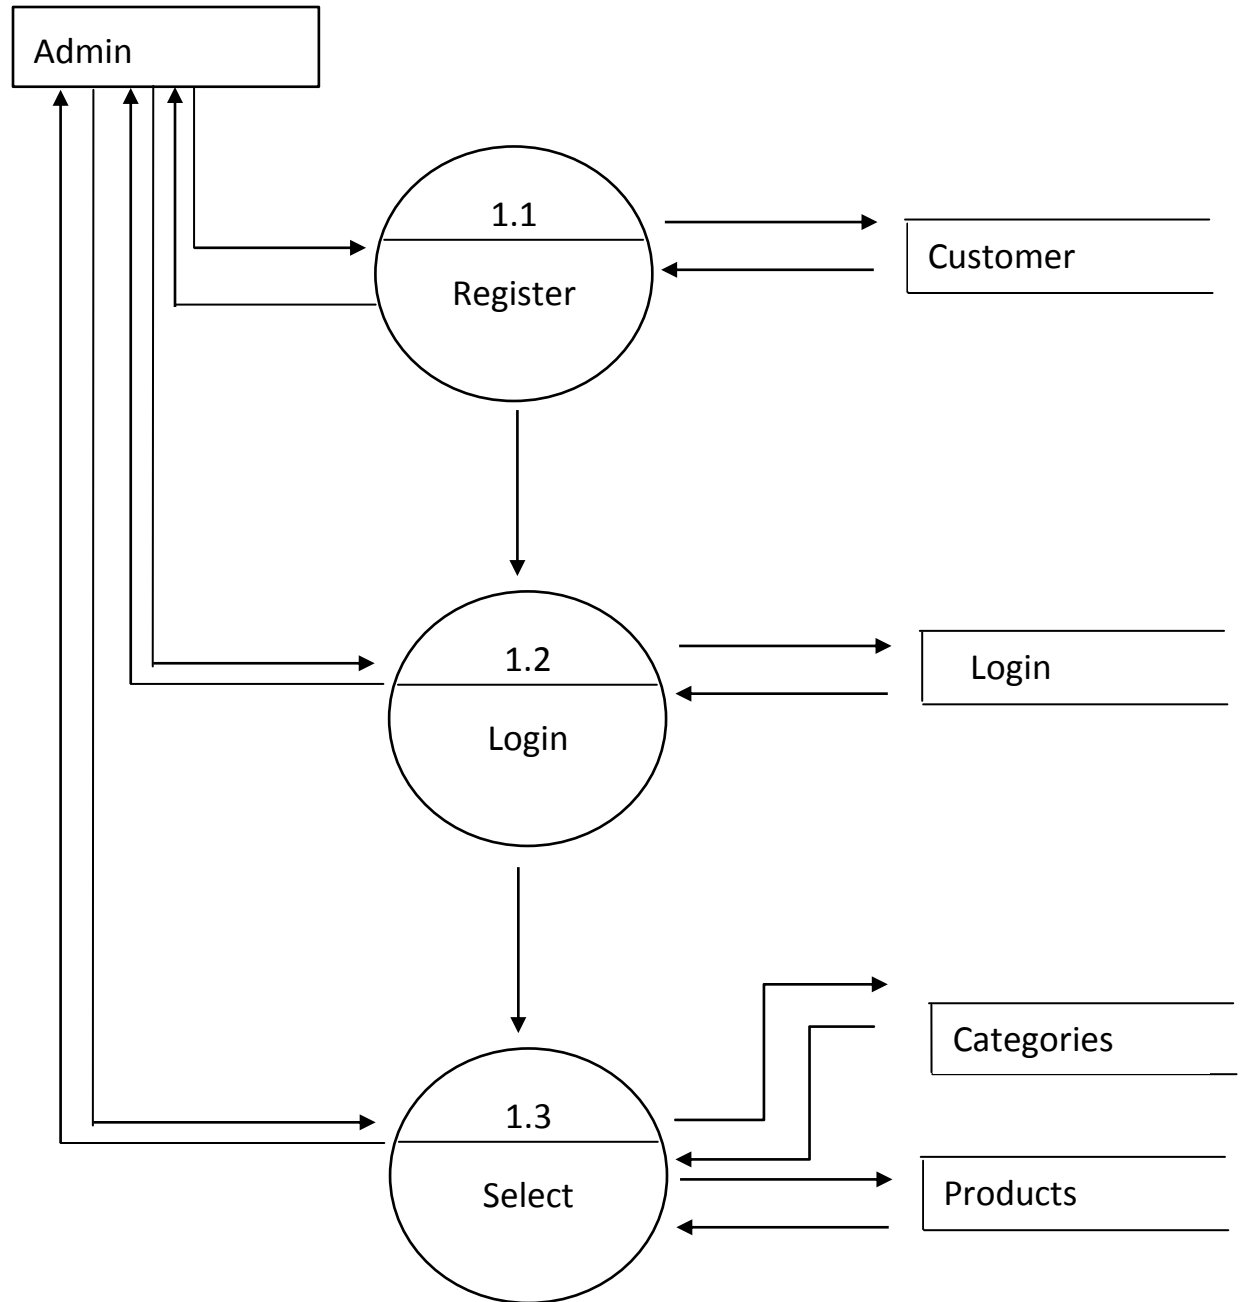 Admin
1.1
Register
Customer
1.2
Login
Login
1.3
Select
Categories
Products